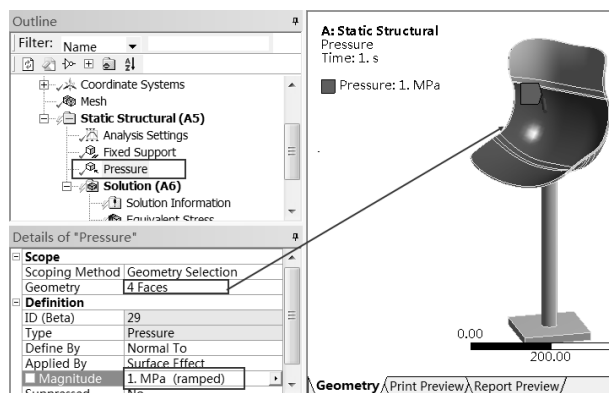 Outline
Filter: Name
Coordinate Systems
Mesh
Static Structural (A5)
Analysis Settings
Fixed Support
Pressure
Solution (A6)
Solution Information
Equivalent Stress
Details of "Pressure"
Scope
Scoping Method Geometry Selection
Geometry 4 Faces
Definition
ID (Beta) 29
Type Pressure
Define By Normal To
Applied By Surface Effect
Magnitude 1. MPa (ramped)
Suppressed No
A: Static Structural
Pressure
Time: 1. s
Pressure: 1. MPa
0.00
200.00
Geometry Print Preview Report Preview